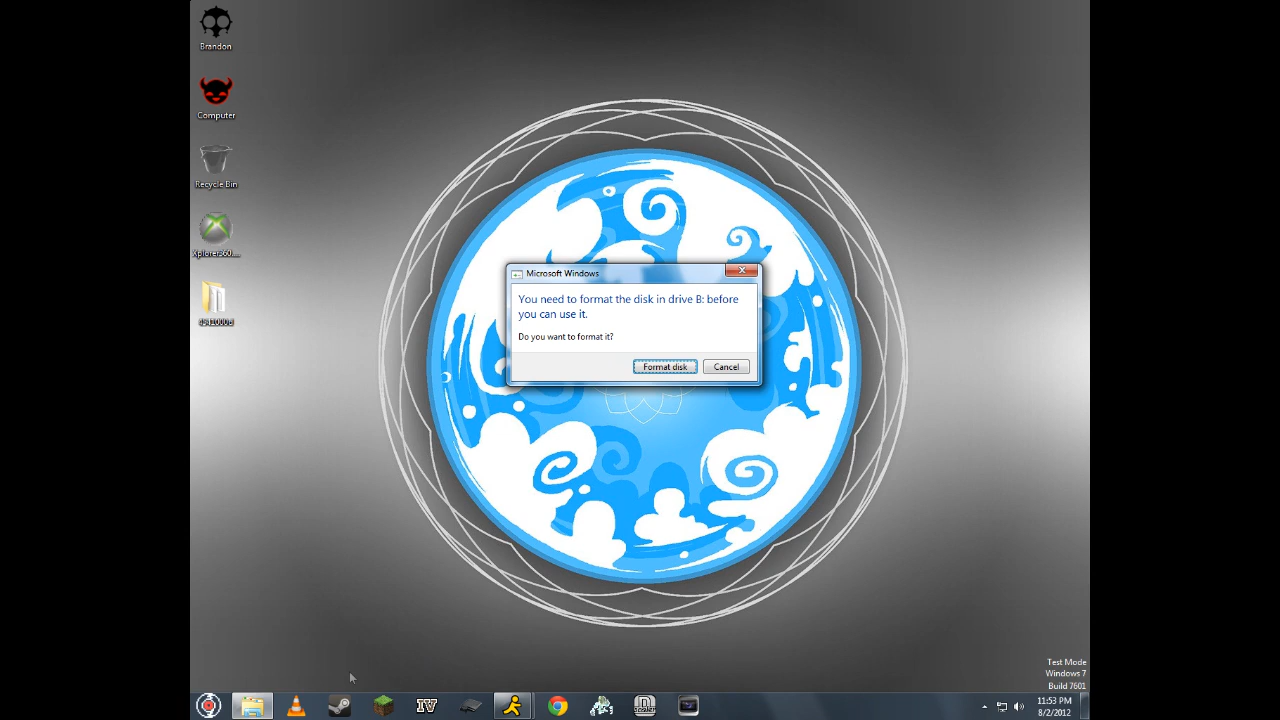 Brandon
Computer
Recycle Bin
Xplorer360....
Microsoft Windows
You need to format the disk in drive B: before
you can use it.
Do you want to format it?
Format disk
Cancel
Test Mode
Windows 7
Build 7601
IV
11:53 PM
8/2/2012